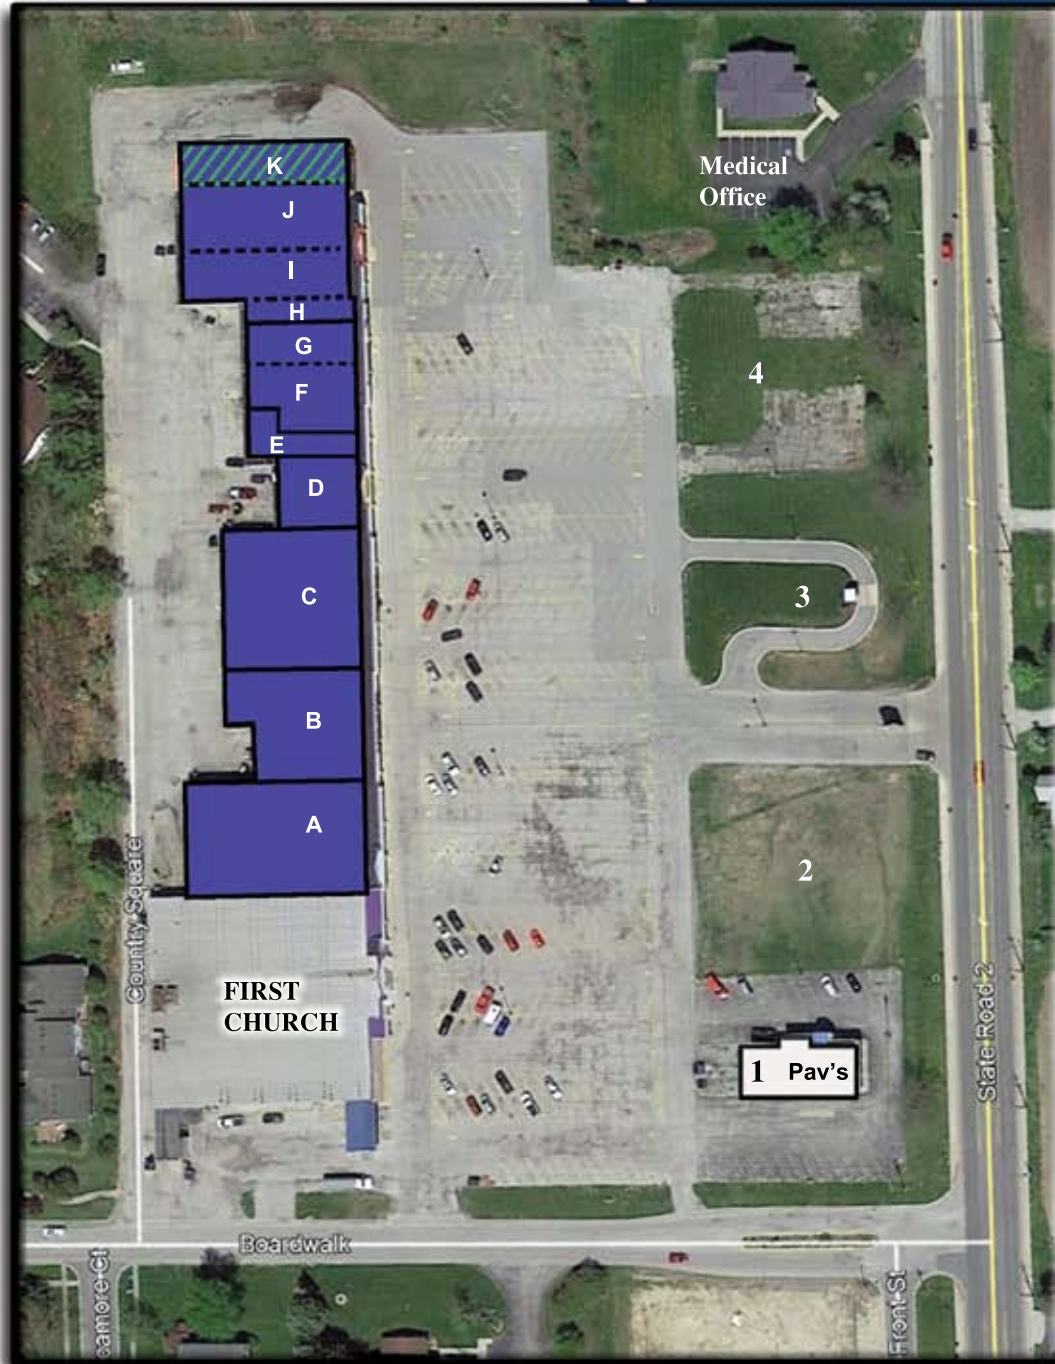 K
J
I
H
G
F
E
D
C
B
A
Medical
Office
4
3
2
1 Pav's
FIRST
CHURCH
Country Square
State Road 2
Boardwalk
camore Ct
Front St